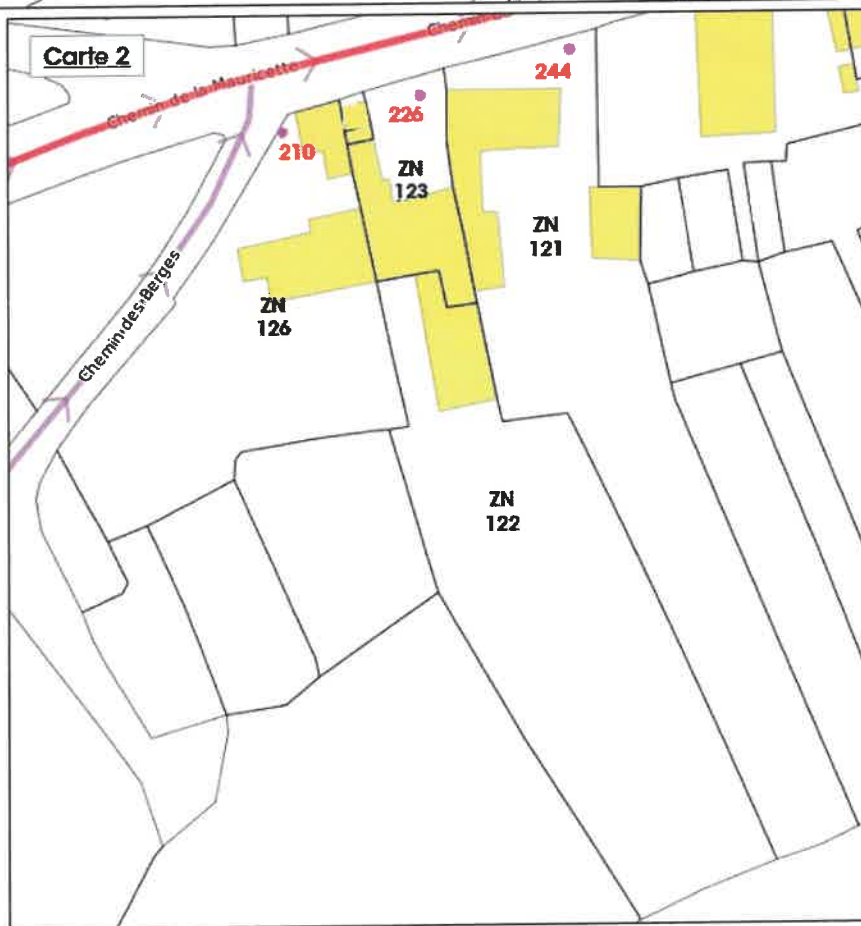 Carte 2
Chemin de la Mauricette
244
226
210
ZN
123
ZN
121
Chemin des Berges
ZN
126
ZN
122